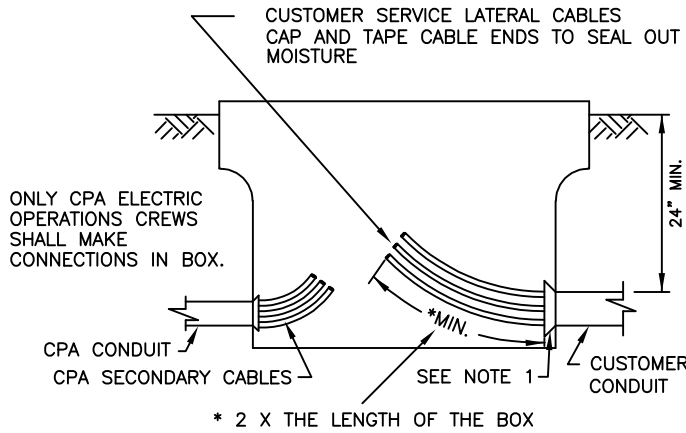 CUSTOMER SERVICE LATERAL CABLES
CAP AND TAPE CABLE ENDS TO SEAL OUT
MOISTURE
24" MIN.
ONLY CPA ELECTRIC
OPERATIONS CREWS
SHALL MAKE
CONNECTIONS IN BOX.
*MIN.
CPA CONDUIT
CPA SECONDARY CABLES
SEE NOTE 1
CUSTOMER
CONDUIT
* 2 X THE LENGTH OF THE BOX